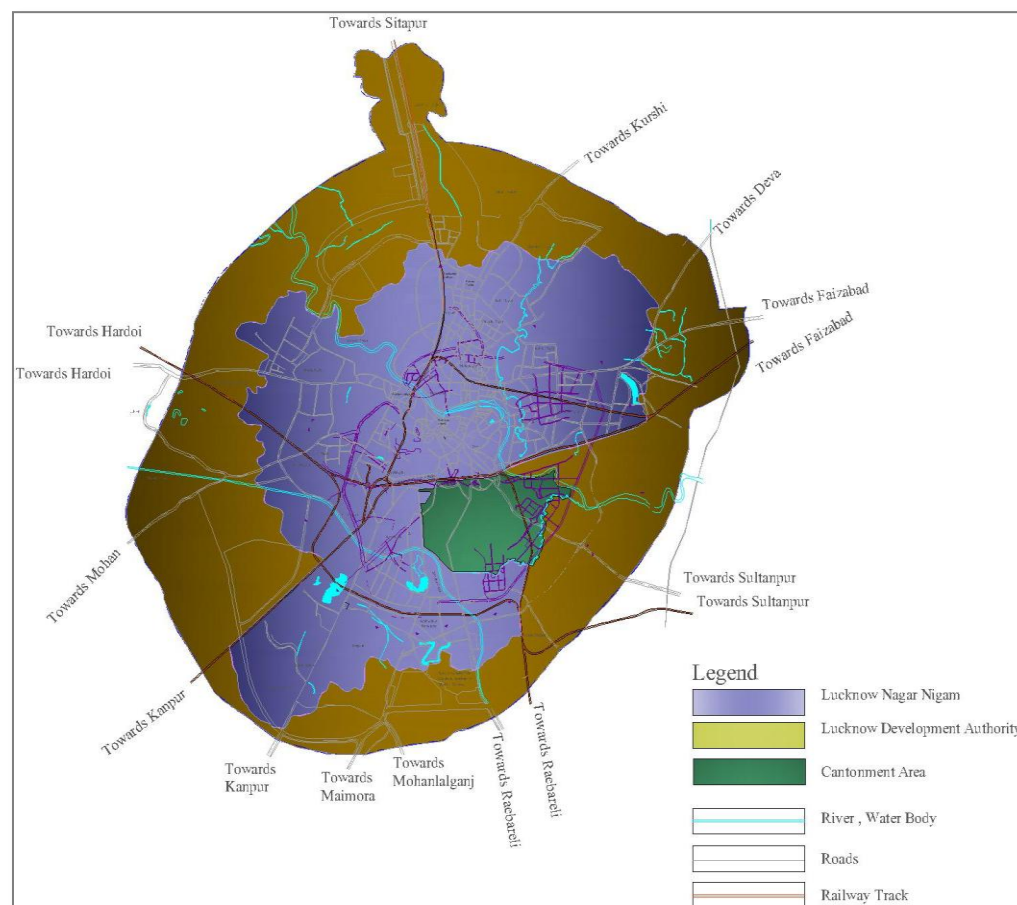 Towards Sitapur
Towards Kurshi
Towards Deva
Towards Faizabad
Towards Faizabad
Towards Hardoi
Towards Hardoi
Towards Mohan
Towards Sultanpur
Towards Sultanpur
Towards Kanpur
Towards
Kanpur
Towards
Maimora
Towards
Mohanlalganj
Towards Raebareli
Towards Raebareli
Legend
Lucknow Nagar Nigam
Lucknow Development Authority
Cantonment Area
River , Water Body
Roads
Railway Track